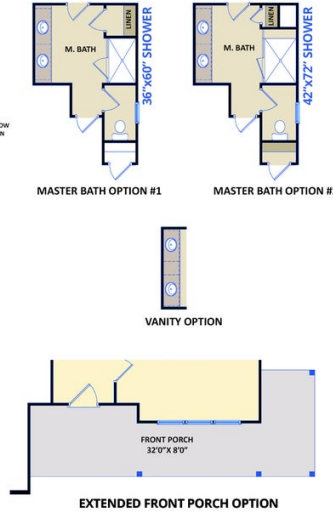 LINEN
M. BATH
36"x60" SHOWER
LINEN
M. BATH
42"x72" SHOWER
OW
N
MASTER BATH OPTION #1
MASTER BATH OPTION #
VANITY OPTION
FRONT PORCH
32'0"X 8'0"
EXTENDED FRONT PORCH OPTION